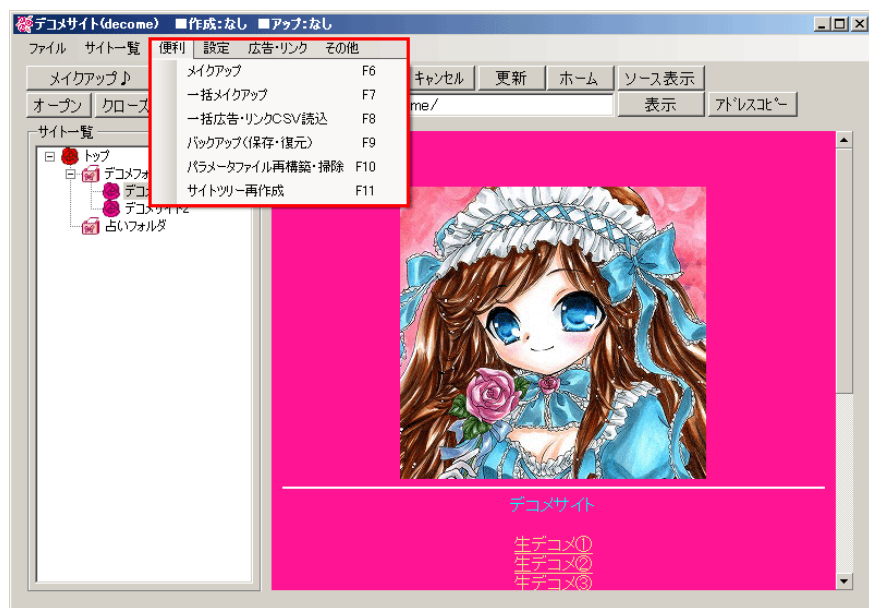 デコメサイト(decome) ■作成:なし ■アップ:なし
ファイル サイト一覧 便利 設定 広告・リンク その他
メイクアップ♪ キャンセル 更新 ホーム ソース表示
オープン クローズ me/ 表示 アドレスコピー
メイクアップ F6
一括メイクアップ F7
一括広告・リンクCSV読込 F8
バックアップ(保存・復元) F9
パラメータファイル再構築・掃除 F10
サイトツリー再作成 F11
サイト一覧
トップ
デコメフォ
デコ
デコメサイト2
占いフォルダ
デコメサイト
生デコメ①
生デコメ②
生デコメ③